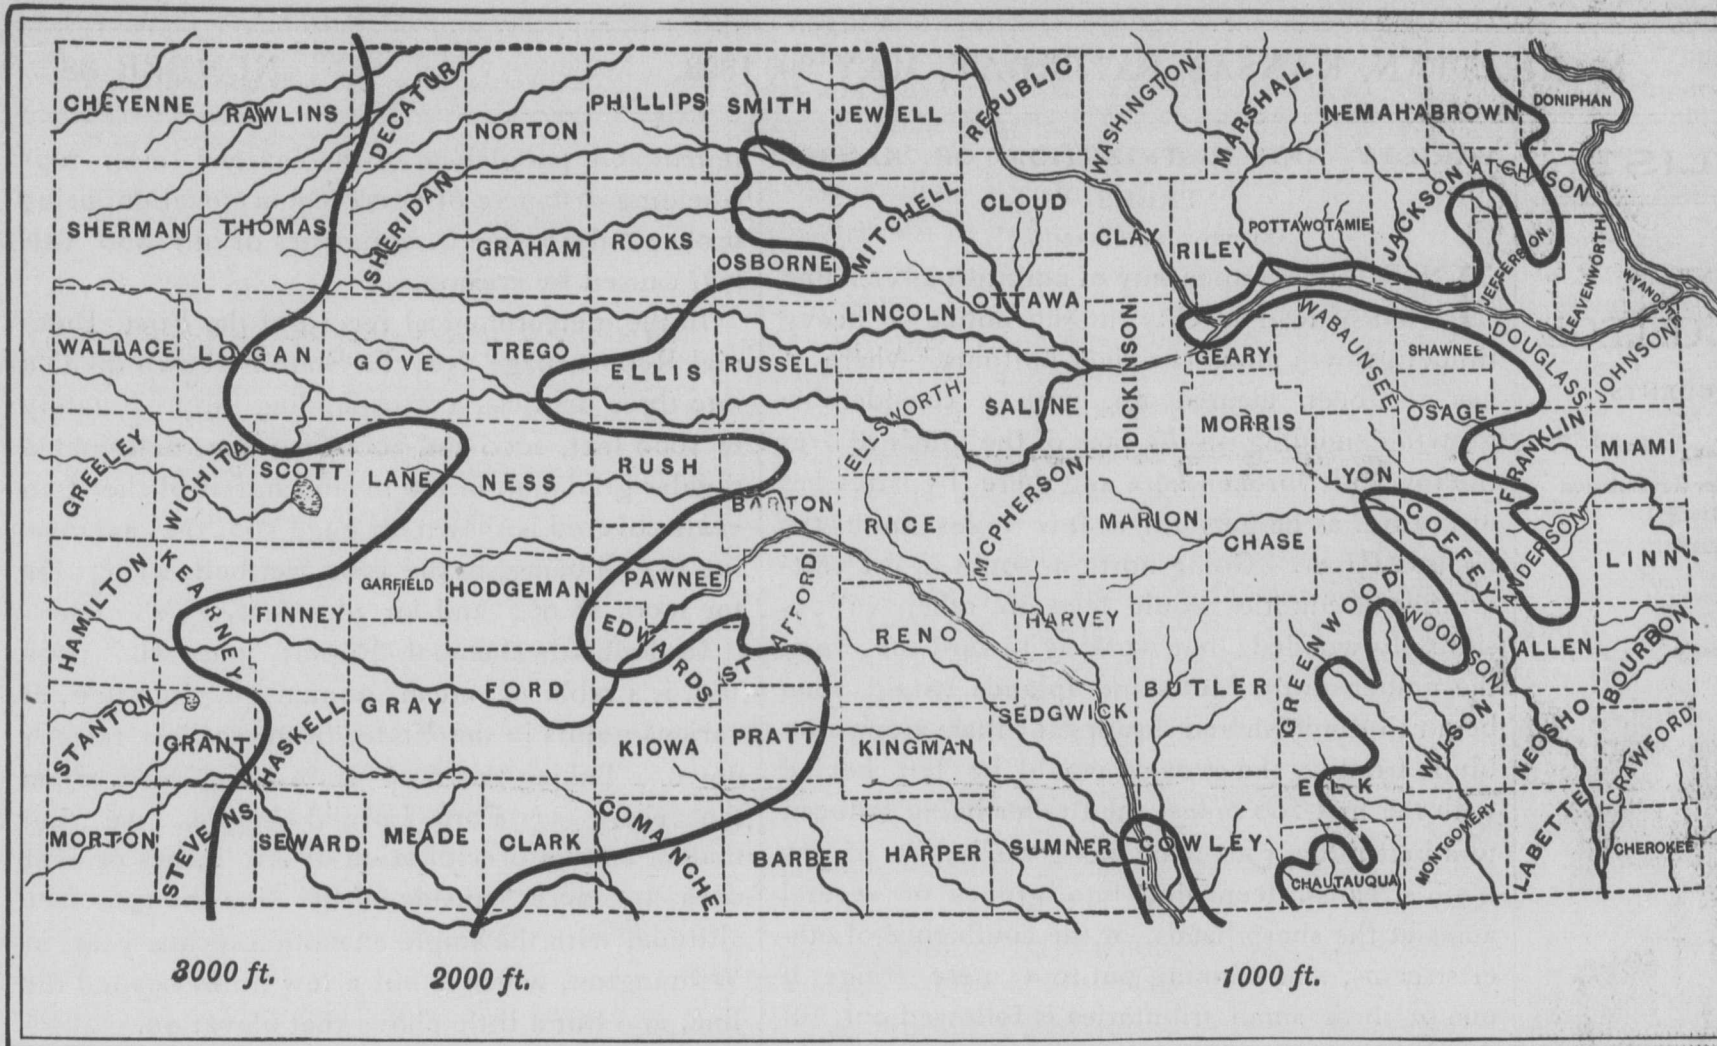 CHEYENNE
RAWLINS
DECATUR
NORTON
PHILLIPS
SMITH
JEWELL
REPUBLIC
WASHINGTON
MARSHALL
NEMAHA
BROWN
DONIPHAN
SHERMAN
THOMAS
SHERIDAN
GRAHAM
ROOKS
OSBORNE
MITCHELL
CLOUD
CLAY
RILEY
POTTAWOTAMIE
JACKSON
ATCHISON
JEFFERSON
LEAVENWORTH
WYANDOTTE
WALLACE
LOGAN
GOVE
TREGO
ELLIS
RUSSELL
LINCOLN
OTTAWA
DICKINSON
GEARY
WABAUNSEE
SHAWNEE
DOUGLASS
JOHNSON
GREELEY
WICHITA
SCOTT
LANE
NESS
RUSH
BARTON
ELLSWORTH
SALINE
MORRIS
OSAGE
FRANKLIN
MIAMI
RICE
MCPHERSON
MARION
CHASE
LYON
COFFEY
ANDERSON
LINN
HAMILTON
KEARNEY
FINNEY
GARFIELD
HODGEMAN
PAWNEE
EDWARDS
STAFFORD
RENO
HARVEY
BUTLER
GREENWOOD
WOODSON
ALLEN
BOURBON
STANTON
GRANT
HASKELL
GRAY
FORD
KIOWA
PRATT
KINGMAN
SEDGWICK
ELK
WILSON
NEOSHO
CRAWFORD
MORTON
STEVENS
SEWARD
MEADE
CLARK
COMANCHE
BARBER
HARPER
SUMNER
COWLEY
CHAUTAUQUA
MONTGOMERY
LABETTE
CHEROKEE
3000 ft.
2000 ft.
1000 ft.